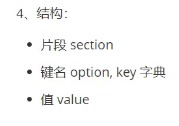 4、结构：
• 片段 section
• 键名 option, key 字典
• 值 value